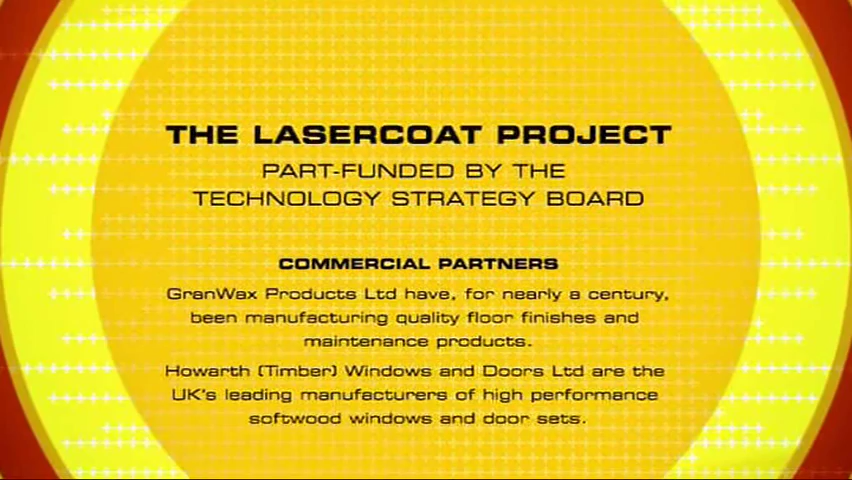 THE LASERCOAT PROJECT
PART-FUNDED BY THE
TECHNOLOGY STRATEGY BOARD
COMMERCIAL PARTNERS
GranWax Products Ltd have, for nearly a century,
been manufacturing quality floor finishes and
maintenance products.
Howarth (Timber) Windows and Doors Ltd are the
UK's leading manufacturers of high performance
softwood windows and door sets.